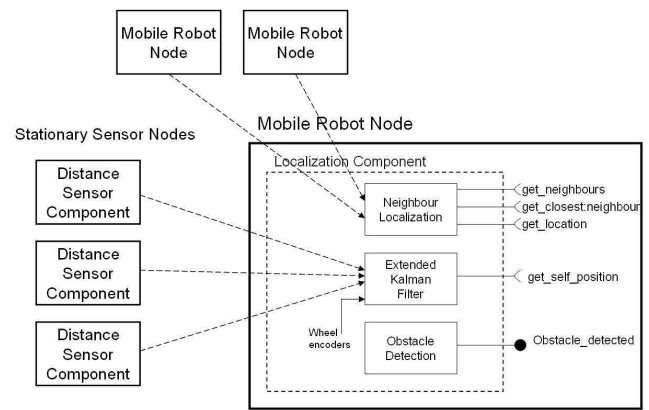 Mobile Robot
Node
Mobile Robot
Node
Stationary Sensor Nodes
Mobile Robot Node
Distance
Sensor
Component
Distance
Sensor
Component
Distance
Sensor
Component
Localization Component
Neighbour
Localization
get_neighbours
get_closest:neighbour
get_location
Extended
Kalman
Filter
get_self_position
Wheel
encoders
Obstacle
Detection
Obstacle_detected